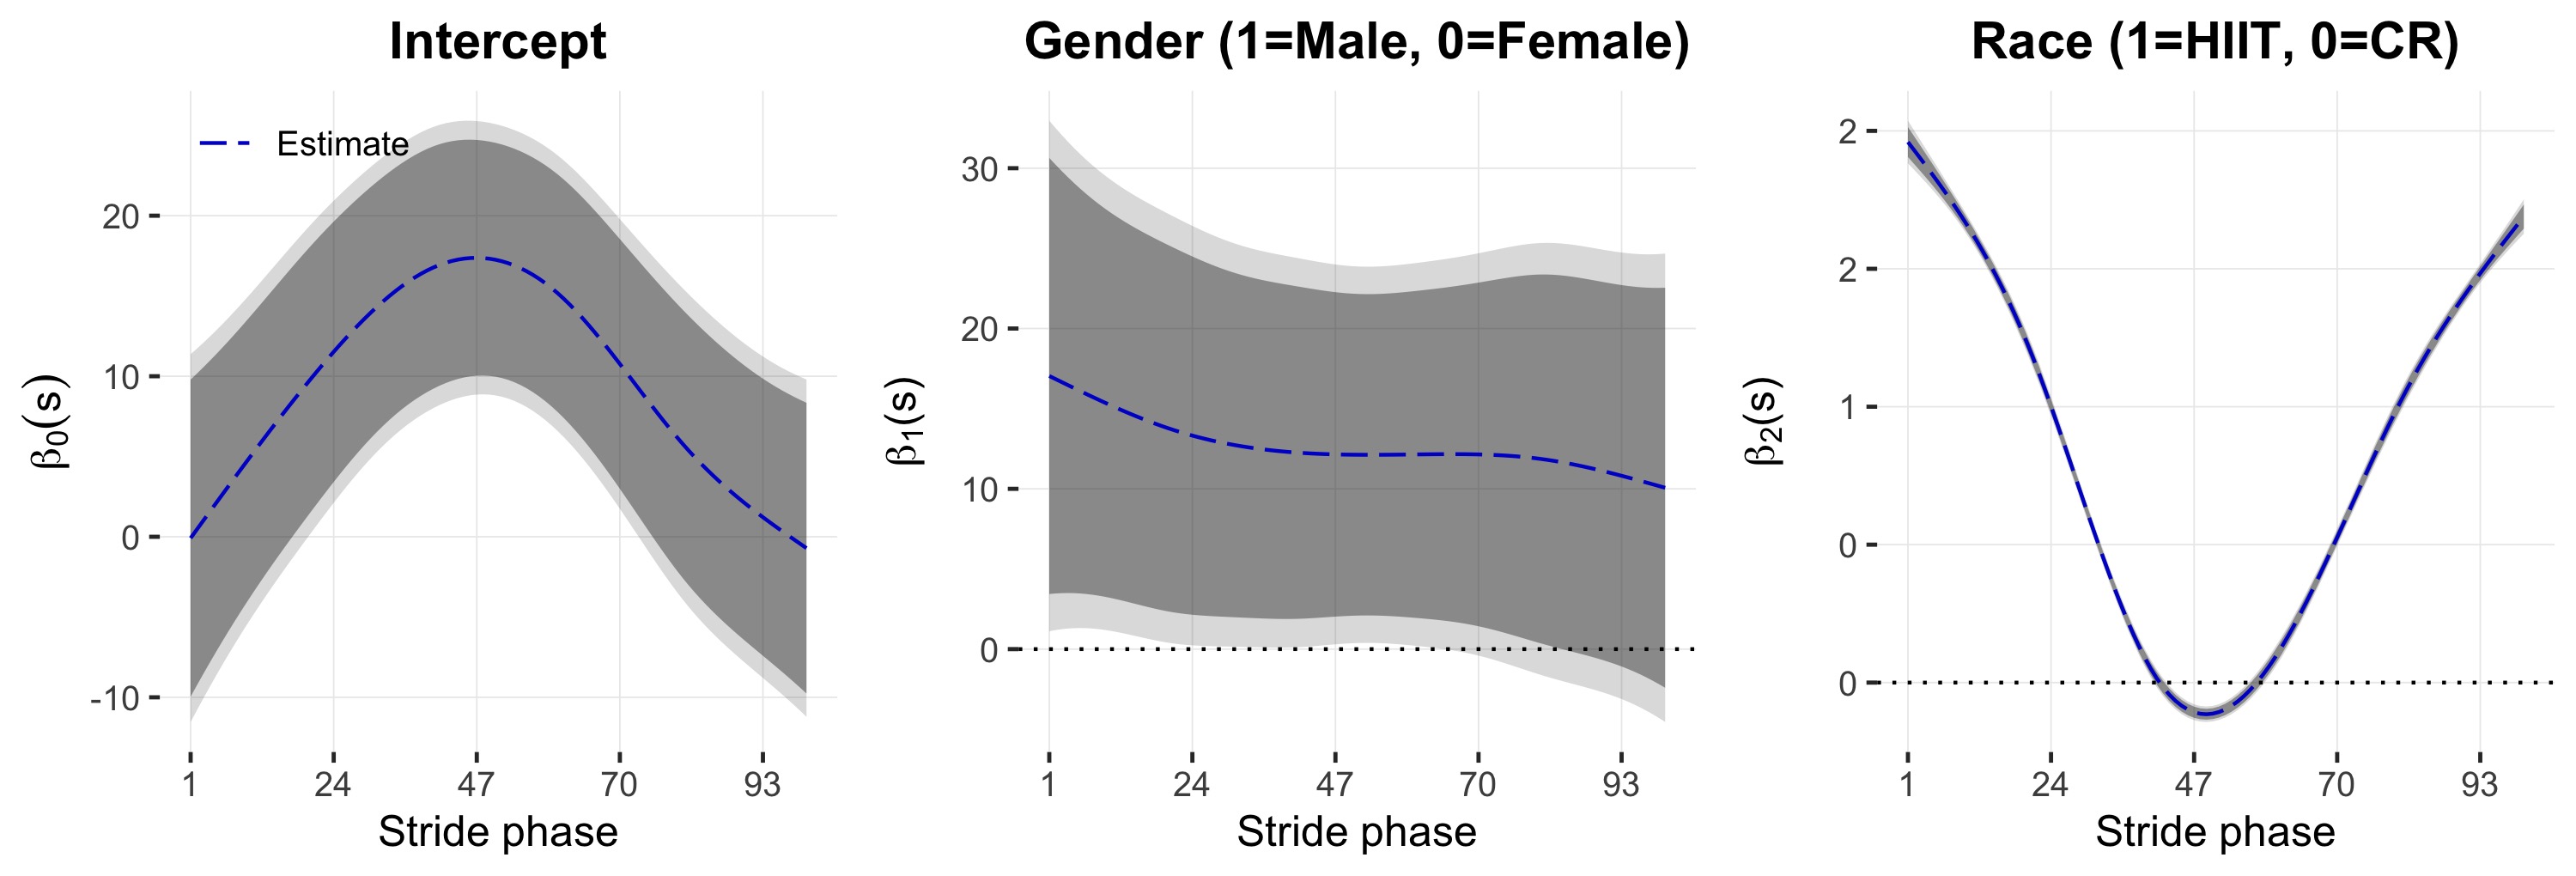 Intercept
Estimate
β0(s)
20
10
0
-10
1 24 47 70 93
Stride phase
Gender (1=Male, 0=Female)
β1(s)
30
20
10
0
1 24 47 70 93
Stride phase
Race (1=HIIT, 0=CR)
β2(s)
2
2
1
0
0
1 24 47 70 93
Stride phase